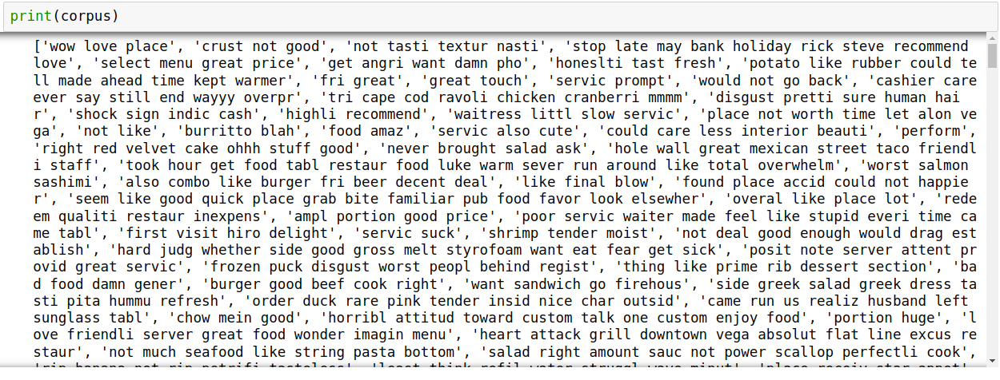 print(corpus)
['wow love place', 'crust not good', 'not tasti textur nasti', 'stop late may bank holiday rick steve recommend
love', 'select menu great price', 'get angri want damn pho', 'honeslti tast fresh', 'potato like rubber could te
ll made ahead time kept warmer', 'fri great', 'great touch', 'servic prompt', 'would not go back', 'cashier care
ever say still end wayyy overpr', 'tri cape cod ravoli chicken cranberri mmmm', 'disgust pretti sure human hai
r', 'shock sign indic cash', 'highli recommend', 'waitress littl slow servic', 'place not worth time let alon ve
ga', 'not like', 'burritto blah', 'food amaz', 'servic also cute', 'could care less interior beauti', 'perform',
'right red velvet cake ohhh stuff good', 'never brought salad ask', 'hole wall great mexican street taco friendl
i staff', 'took hour get food tabl restaur food luke warm sever run around like total overwhelm', 'worst salmon
sashimi', 'also combo like burger fri beer decent deal', 'like final blow', 'found place accid could not happie
r', 'seem like good quick place grab bite familiar pub food favor look elsewher', 'overal like place lot', 'rede
em qualiti restaur inexpens', 'ampl portion good price', 'poor servic waiter made feel like stupid everi time ca
me tabl', 'first visit hiro delight', 'servic suck', 'shrimp tender moist', 'not deal good enough would drag est
ablish', 'hard judg whether side good gross melt styrofoam want eat fear get sick', 'posit note server attent pr
ovid great servic', 'frozen puck disgust worst peopl behind regist', 'thing like prime rib dessert section', 'ba
d food damn gener', 'burger good beef cook right', 'want sandwich go firehous', 'side greek salad greek dress ta
sti pita hummu refresh', 'order duck rare pink tender insid nice char outsid', 'came run us realiz husband left
sunglass tabl', 'chow mein good', 'horribl attitud toward custom talk one custom enjoy food', 'portion huge', 'l
ove friendli server great food wonder imagin menu', 'heart attack grill downtown vega absolut flat line excus re
staur', 'not much seafood like string pasta bottom', 'salad right amount sauc not power scallop perfectli cook',